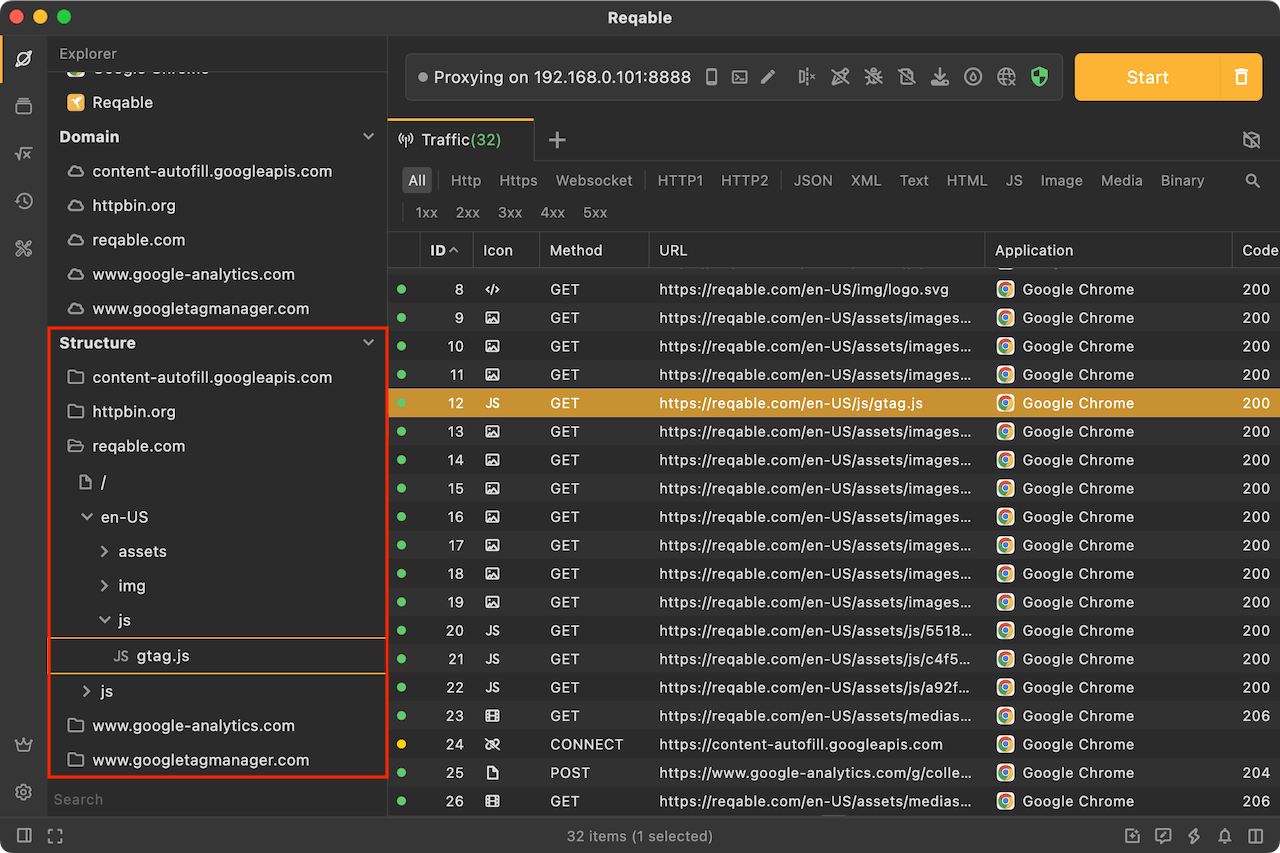 Reqable
Explorer
Google Chrome
Reqable
Domain
content-autofill.googleapis.com
httpbin.org
reqable.com
www.google-analytics.com
www.googletagmanager.com
Structure
content-autofill.googleapis.com
httpbin.org
reqable.com
/
en-US
assets
img
js
JS gtag.js
js
www.google-analytics.com
www.googletagmanager.com
Search
Proxying on 192.168.0.101:8888
Start
Traffic(32)
All Http Https Websocket HTTP1 HTTP2 JSON XML Text HTML JS Image Media Binary
1xx 2xx 3xx 4xx 5xx
ID Icon Method URL Application Code
8 GET https://reqable.com/en-US/img/logo.svg Google Chrome 200
9 GET https://reqable.com/en-US/assets/images... Google Chrome 200
10 GET https://reqable.com/en-US/assets/images... Google Chrome 200
11 GET https://reqable.com/en-US/assets/images... Google Chrome 200
12 JS GET https://reqable.com/en-US/js/gtag.js Google Chrome 200
13 GET https://reqable.com/en-US/assets/images... Google Chrome 200
14 GET https://reqable.com/en-US/assets/images... Google Chrome 200
15 GET https://reqable.com/en-US/assets/images... Google Chrome 200
16 GET https://reqable.com/en-US/assets/images... Google Chrome 200
17 GET https://reqable.com/en-US/assets/images... Google Chrome 200
18 GET https://reqable.com/en-US/assets/images... Google Chrome 200
19 GET https://reqable.com/en-US/assets/images... Google Chrome 200
20 JS GET https://reqable.com/en-US/assets/js/5518... Google Chrome 200
21 JS GET https://reqable.com/en-US/assets/js/c4f5... Google Chrome 200
22 JS GET https://reqable.com/en-US/assets/js/a92f... Google Chrome 200
23 GET https://reqable.com/en-US/assets/medias... Google Chrome 206
24 CONNECT https://content-autofill.googleapis.com Google Chrome
25 POST https://www.google-analytics.com/g/colle... Google Chrome 204
26 GET https://reqable.com/en-US/assets/medias... Google Chrome 206
32 items (1 selected)